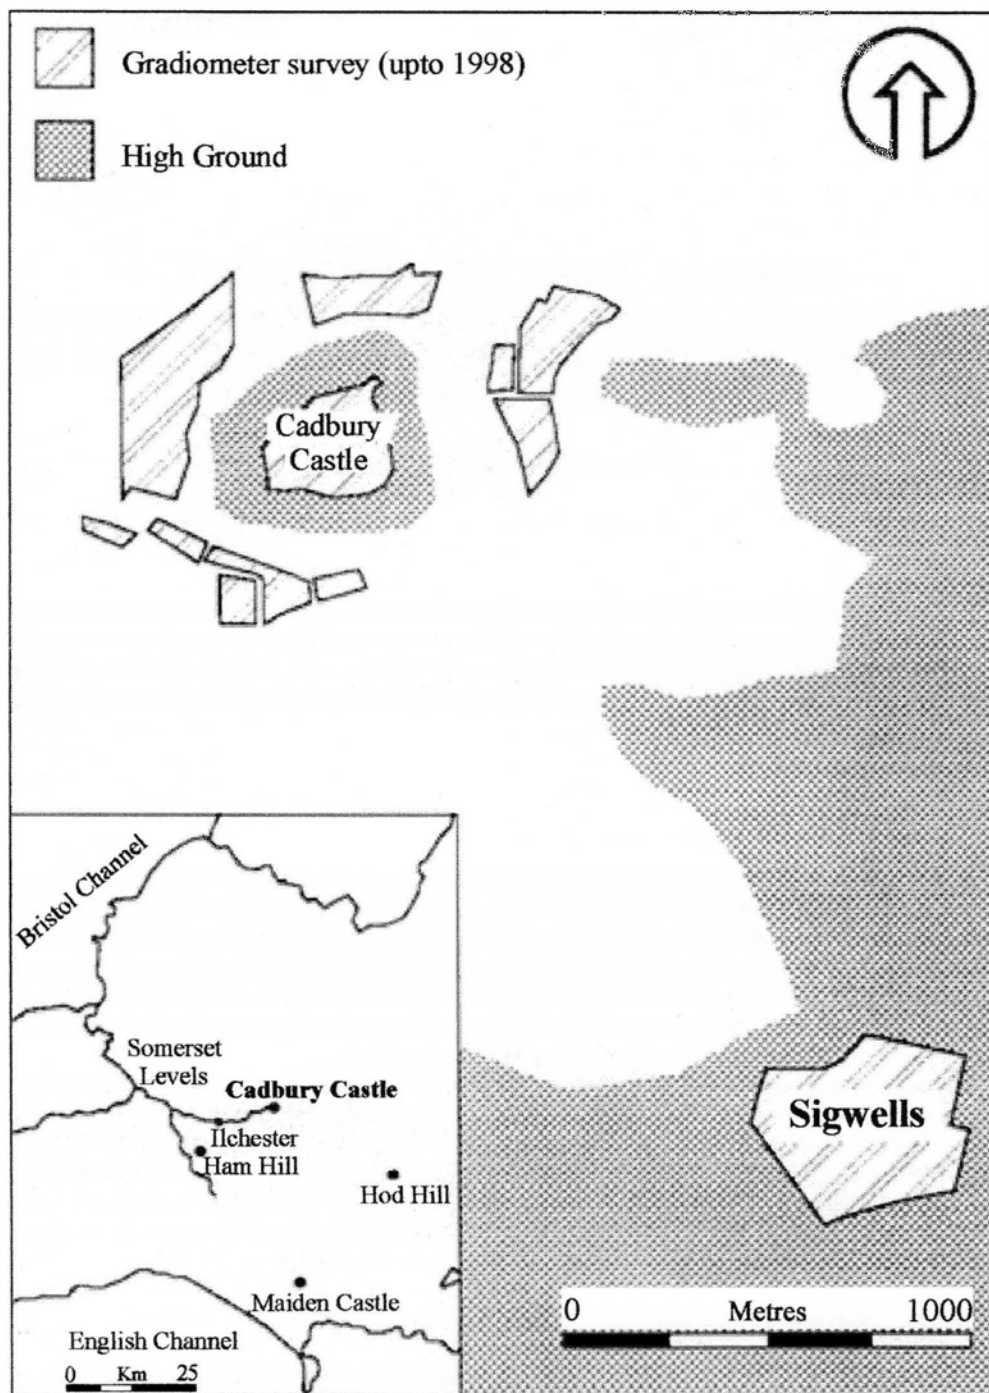 Gradiometer survey (upto 1998)
High Ground
Cadbury
Castle
Bristol Channel
Somerset
Levels
Cadbury Castle
Ilchester
Ham Hill
Hod Hill
Maiden Castle
English Channel
0 Km 25
Sigwells
0 Metres 1000